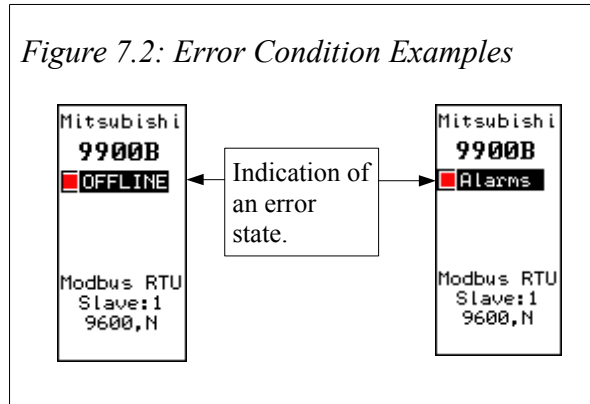 Figure 7.2: Error Condition Examples
Mitsubishi
9900B
OFFLINE
Modbus RTU
Slave:1
9600,N
Indication of
an error
state.
Mitsubishi
9900B
Alarms
Modbus RTU
Slave:1
9600,N